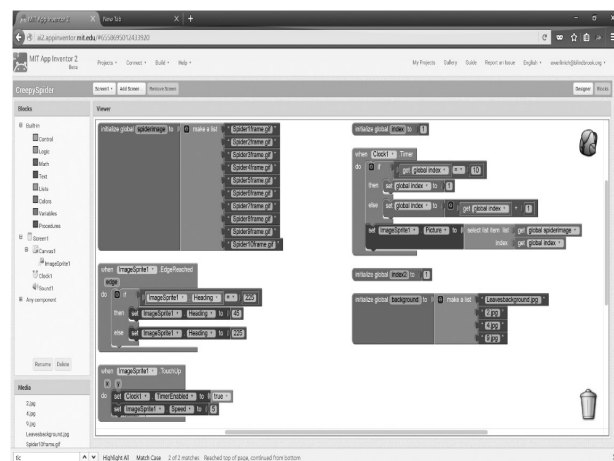 MIT App Inventor 2
New Tab
ai2.appinventor.mit.edu/#6558695012433920
MIT App Inventor 2
Beta
Projects
Connect
Build
Help
My Projects
Gallery
Guide
Report an Issue
English
CreepySpider
Screen1
Add Screen
Remove Screen
Designer
Blocks
Blocks
Viewer
Built-in
Control
Logic
Math
Text
Lists
Colors
Variables
Procedures
Screen1
Canvas1
ImageSprite1
Clock1
Sound1
Any component
Rename Delete
Media
2.jpg
4.jpg
9.jpg
Leavesbackground.jpg
Spider10frame.gif
initialize global spiderimage to make a list Spider1frame.gif
Spider2frame.gif
Spider3frame.gif
Spider4frame.gif
Spider5frame.gif
Spider6frame.gif
Spider7frame.gif
Spider8frame.gif
Spider9frame.gif
Spider10frame.gif
when ImageSprite1 .EdgeReached
edge
do if ImageSprite1 . Heading = 225
then set ImageSprite1 . Heading to 45
else set ImageSprite1 . Heading to 225
when ImageSprite1 .TouchUp
x y
do set Clock1 . TimerEnabled to true
set ImageSprite1 . Speed to 5
initialize global index to 1
when Clock1 .Timer
do if get global index = 10
then set global index to 1
else set global index to get global index + 1
set ImageSprite1 . Picture to select list item list get global spiderimage
index get global index
initialize global index2 to 1
initialize global background to make a list Leavesbackground.jpg
2.jpg
4.jpg
9.jpg
tic
Highlight All Match Case 2 of 2 matches Reached top of page, continued from bottom